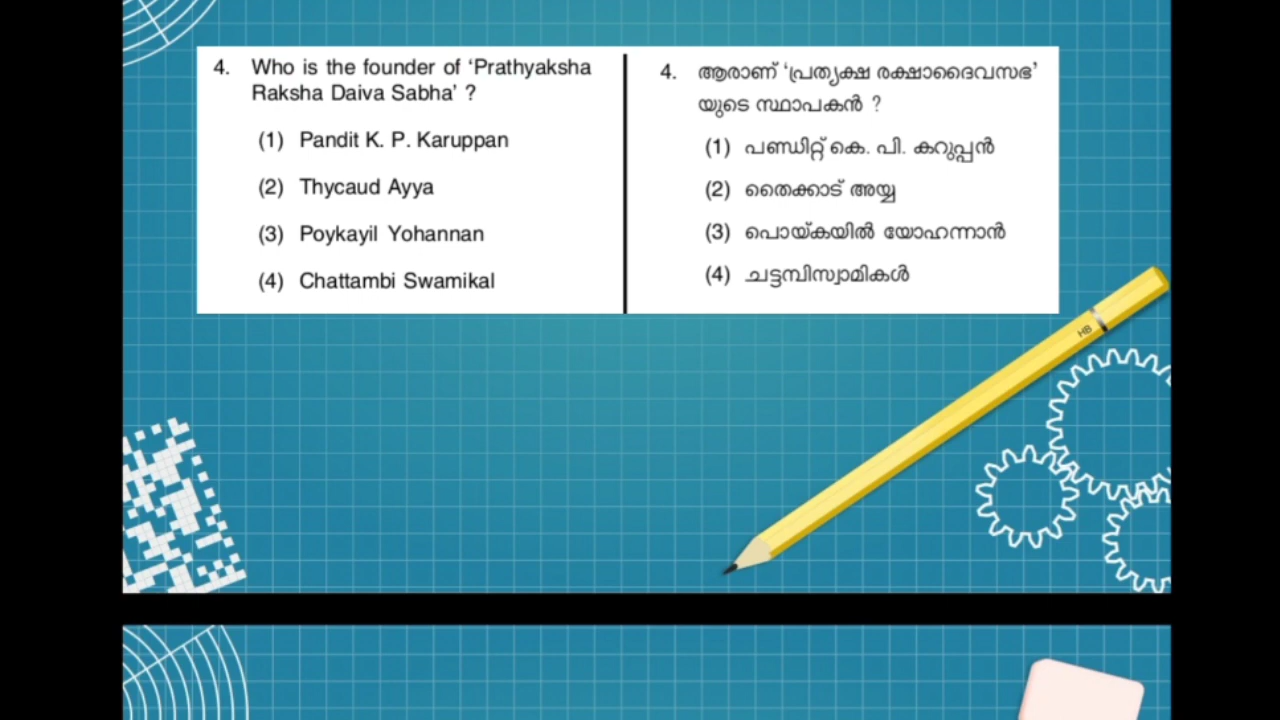 4. Who is the founder of ‘Prathyaksha
Raksha Daiva Sabha’ ?
(1) Pandit K. P. Karuppan
(2) Thycaud Ayya
(3) Poykayil Yohannan
(4) Chattambi Swamikal
4. ആരാണ് ‘പ്രത്യക്ഷ രക്ഷാദൈവസഭ’
യുടെ സ്ഥാപകൻ ?
(1) പണ്ഡിറ്റ് കെ. പി. കറുപ്പൻ
(2) തൈക്കാട് അയ്യ
(3) പൊയ്കയിൽ യോഹന്നാൻ
(4) ചട്ടമ്പിസ്വാമികൾ
HB